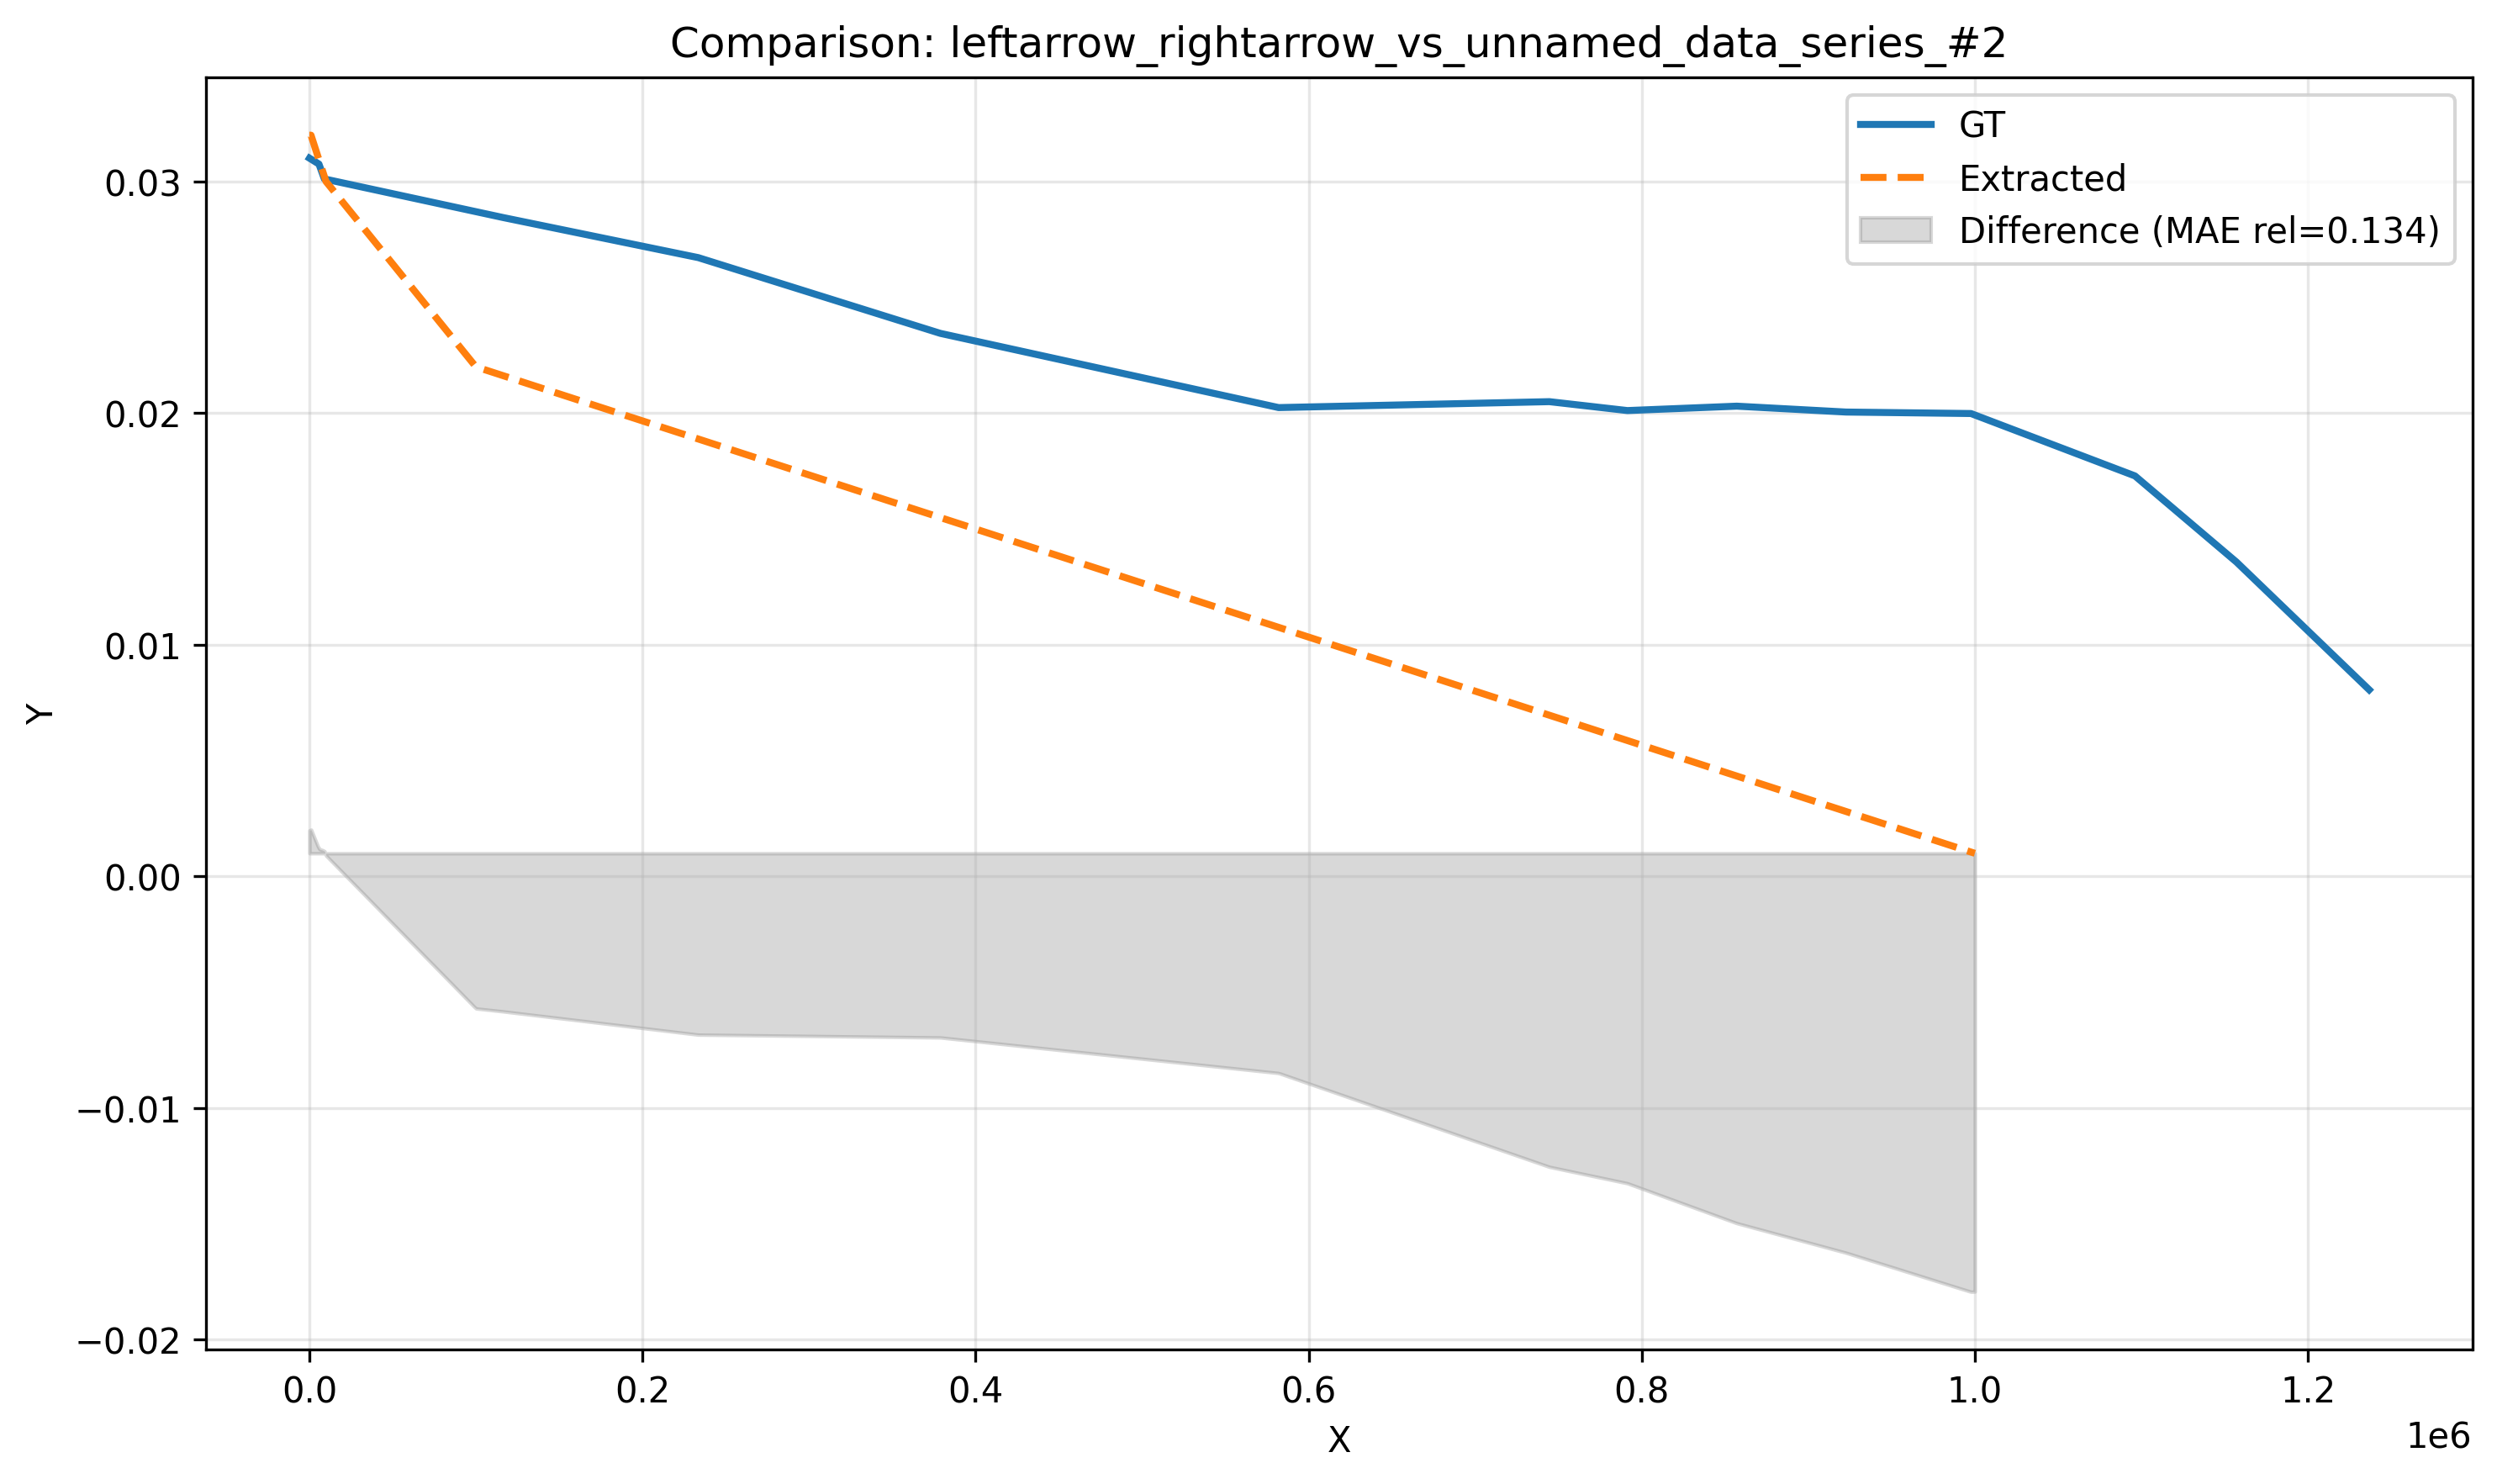 Comparison: leftarrow_rightarrow_vs_unnamed_data_series_#2
GT
Extracted
Difference (MAE rel=0.134)
Y
0.03
0.02
0.01
0.00
−0.01
−0.02
0.0 0.2 0.4 0.6 0.8 1.0 1.2
X
1e6